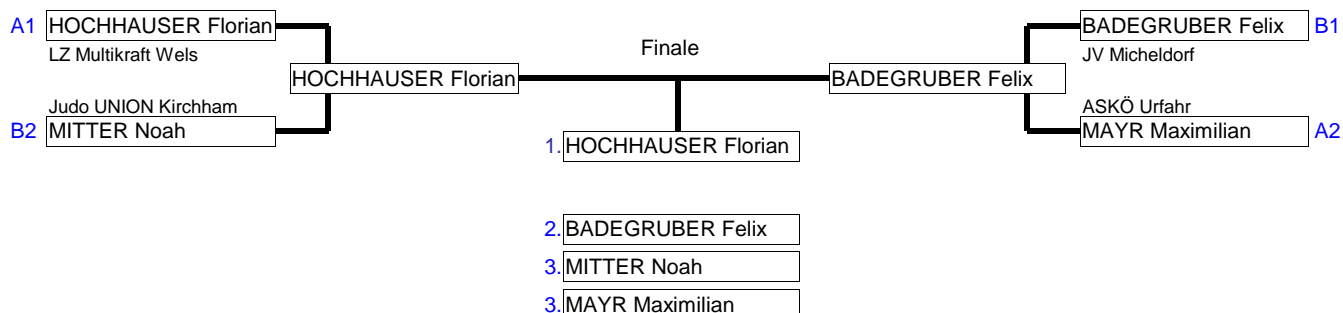 A1 HOCHHAUSER Florian
LZ Multikraft Wels
HOCHHAUSER Florian
Judo UNION Kirchham
B2 MITTER Noah
Finale
1. HOCHHAUSER Florian
BADEGRUBER Felix B1
JV Micheldorf
BADEGRUBER Felix
ASKÖ Urfahr
MAYR Maximilian A2
2. BADEGRUBER Felix
3. MITTER Noah
3. MAYR Maximilian